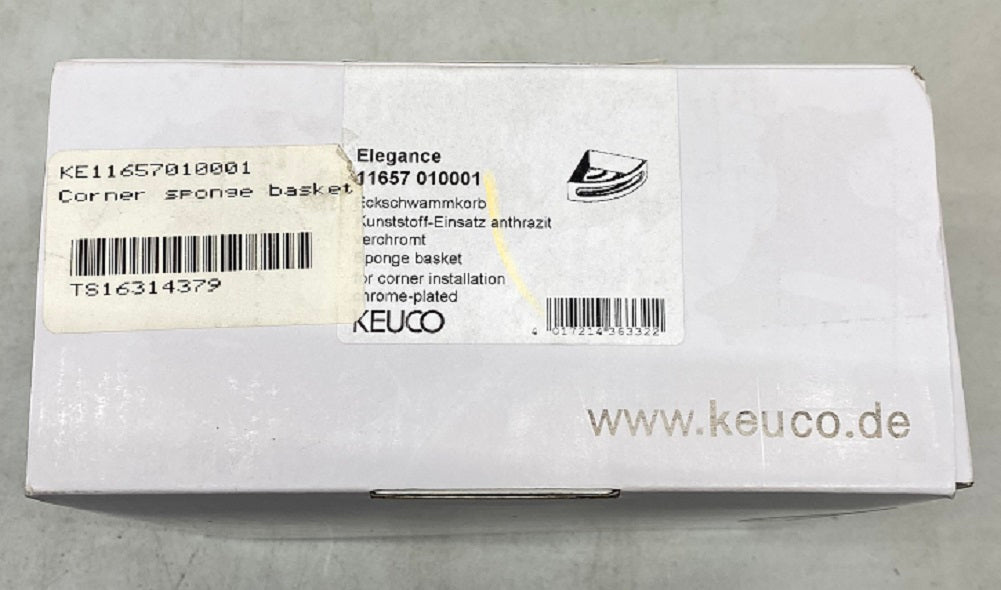 KE11657010001
Corner sponge basket
TS16314379
Elegance
11657 010001
Eckschwammkorb
Kunststoff-Einsatz anthrazit
verchromt
Sponge basket
for corner installation
chrome-plated
KEUCO
4 017214 363322
www.keuco.de